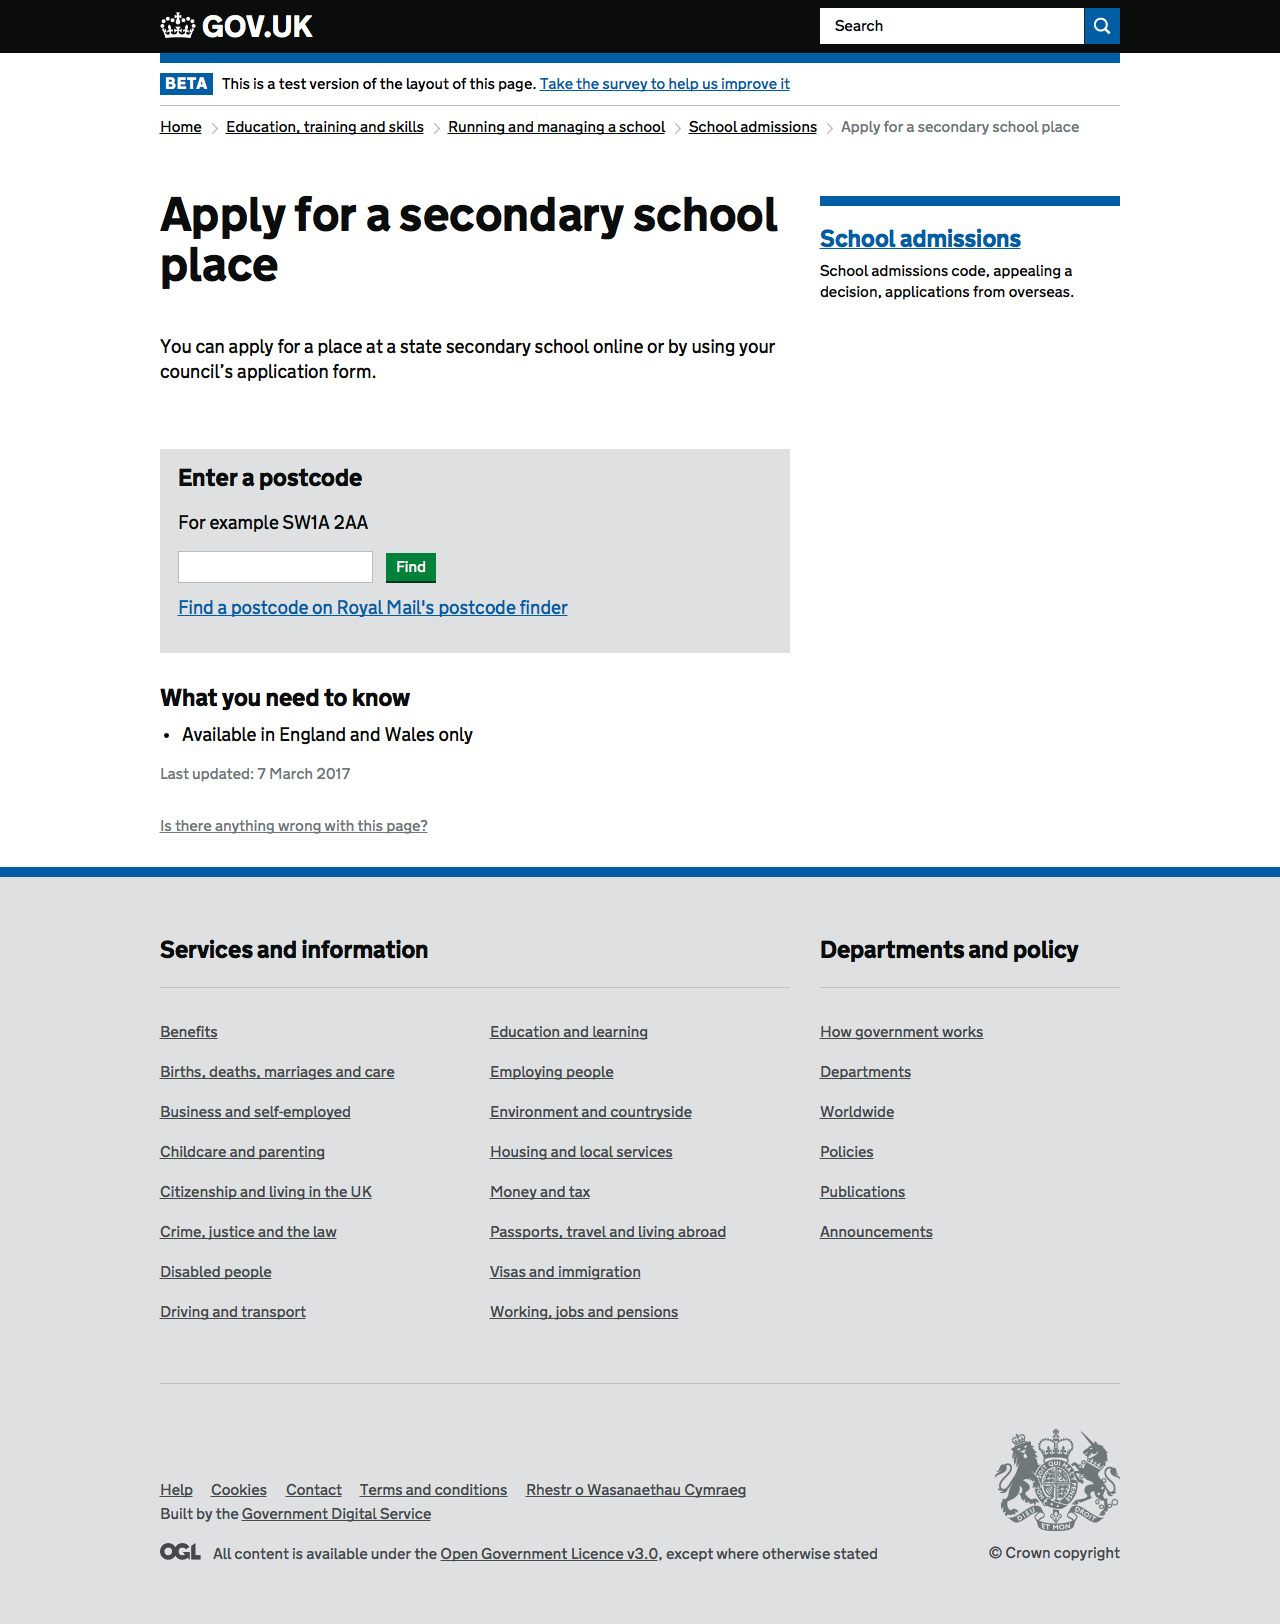 GOV.UK
Search
BETA This is a test version of the layout of this page. Take the survey to help us improve it
Home Education, training and skills Running and managing a school School admissions Apply for a secondary school place
Apply for a secondary school
place
School admissions
School admissions code, appealing a
decision, applications from overseas.
You can apply for a place at a state secondary school online or by using your
council’s application form.
Enter a postcode
For example SW1A 2AA
Find
Find a postcode on Royal Mail's postcode finder
What you need to know
• Available in England and Wales only
Last updated: 7 March 2017
Is there anything wrong with this page?
Services and information
Benefits
Births, deaths, marriages and care
Business and self-employed
Childcare and parenting
Citizenship and living in the UK
Crime, justice and the law
Disabled people
Driving and transport
Education and learning
Employing people
Environment and countryside
Housing and local services
Money and tax
Passports, travel and living abroad
Visas and immigration
Working, jobs and pensions
Departments and policy
How government works
Departments
Worldwide
Policies
Publications
Announcements
Help Cookies Contact Terms and conditions Rhestr o Wasanaethau Cymraeg
Built by the Government Digital Service
OGL All content is available under the Open Government Licence v3.0, except where otherwise stated
DIEU ET MON DROIT
© Crown copyright